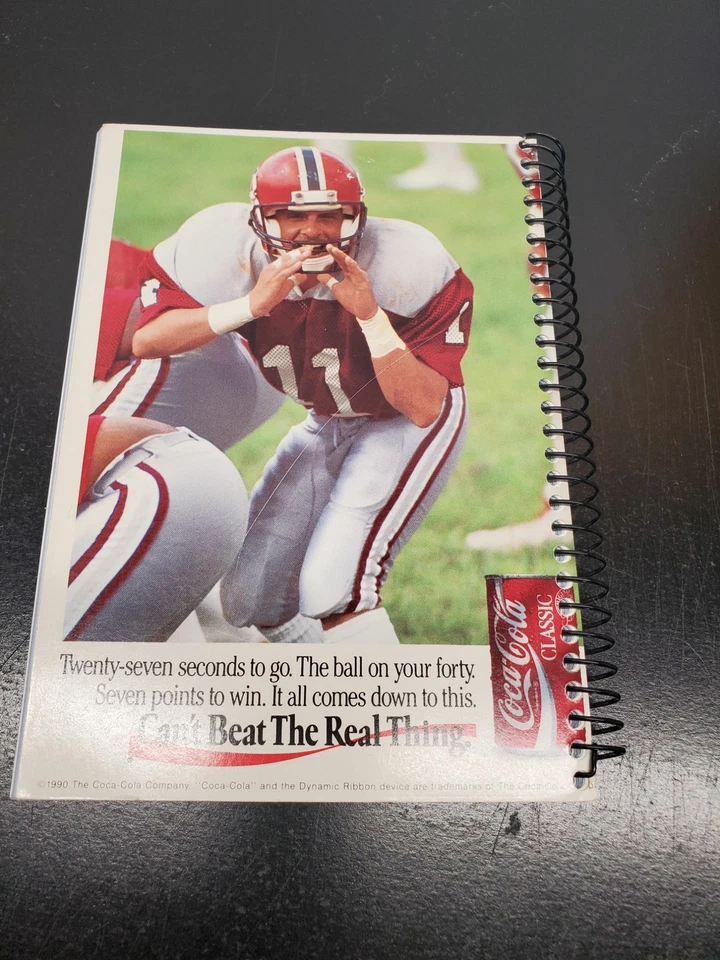 11
1
Twenty-seven seconds to go. The ball on your forty.
Seven points to win. It all comes down to this.
Can't Beat The Real Thing.
Coca-Cola
CLASSIC
©1990 The Coca-Cola Company. "Coca-Cola" and the Dynamic Ribbon device are trademarks of The Coca-Co